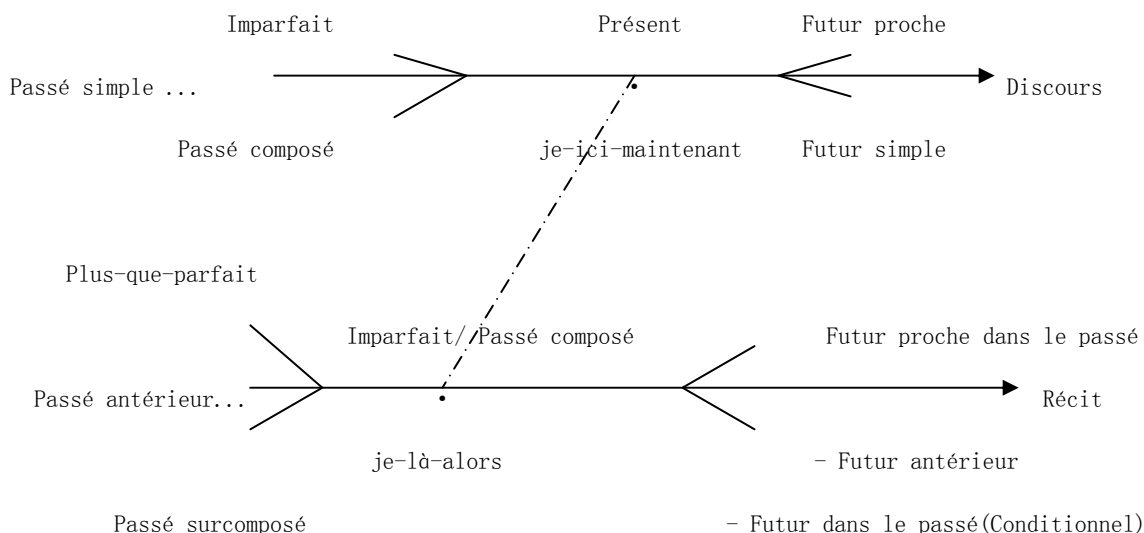 Imparfait Présent Futur proche
Passé simple ... Discours
Passé composé je-ici-maintenant Futur simple
Plus-que-parfait
Imparfait/ Passé composé Futur proche dans le passé
Passé antérieur... Récit
je-là-alors - Futur antérieur
Passé surcomposé - Futur dans le passé(Conditionnel)